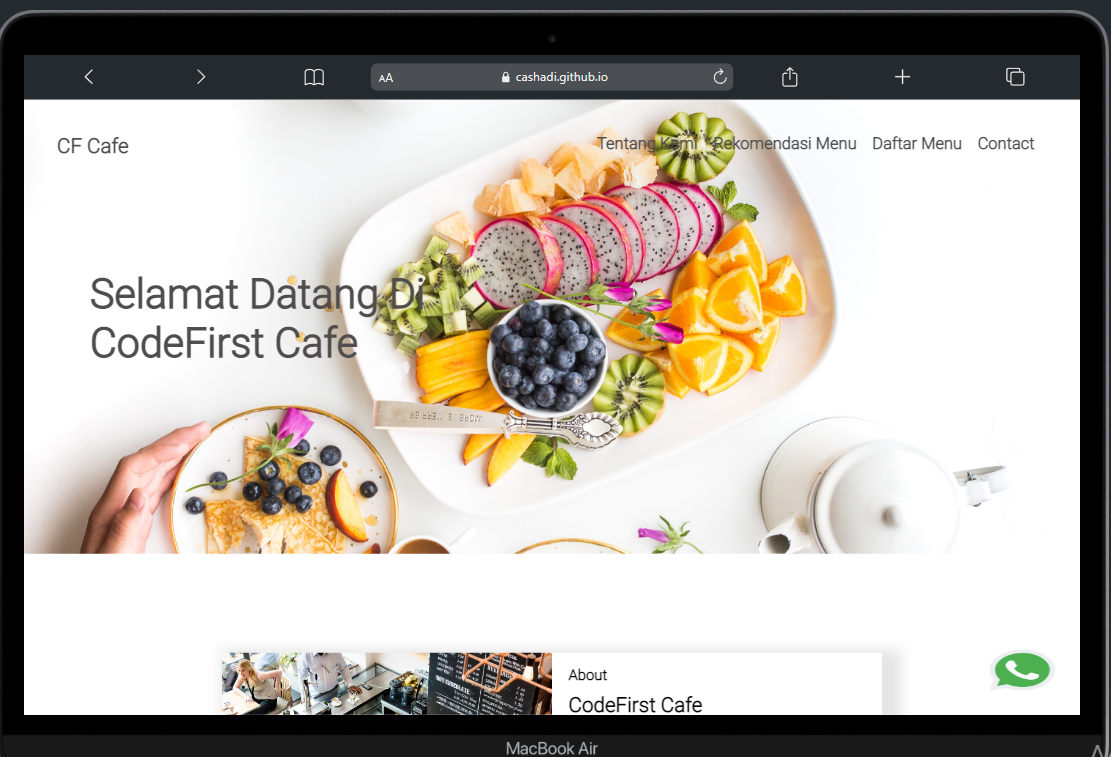 AA
cashadi.github.io
CF Cafe
Tentang Kami
Rekomendasi Menu
Daftar Menu
Contact
Selamat Datang Di
CodeFirst Cafe
About
CodeFirst Cafe
MacBook Air